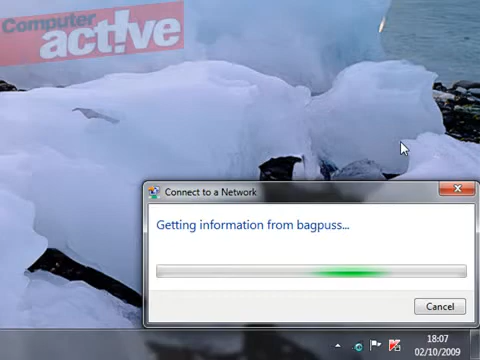 Computer
act!ve
Connect to a Network
Getting information from bagpuss...
Cancel
18:07
02/10/2009